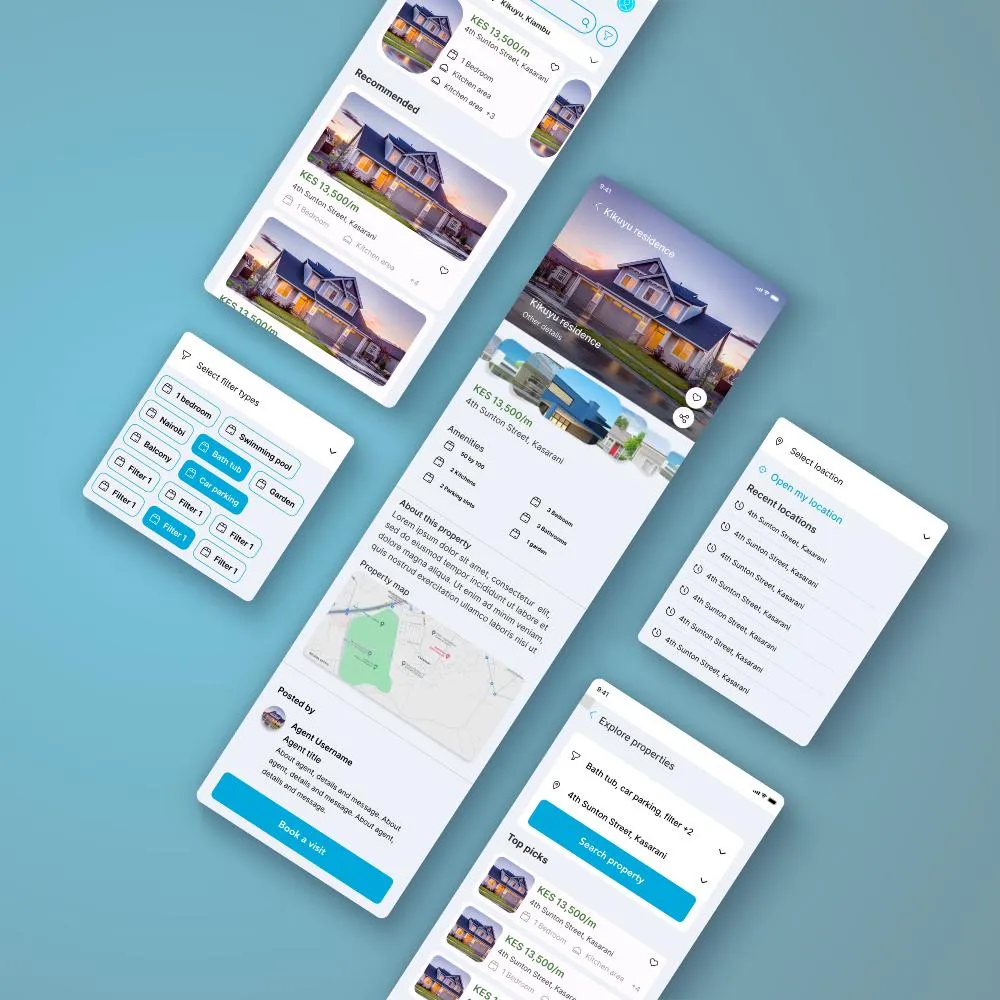 Kikuyu, Kiambu
KES 13,500/m
4th Sunton Street, Kasarani
1 Bedroom
Kitchen area
Kitchen area +3
Recommended
KES 13,500/m
4th Sunton Street, Kasarani
1 Bedroom
Kitchen area
+4
KES 13,500/m
Select filter types
1 bedroom
Swimming pool
Nairobi
Bath tub
Garden
Balcony
Car parking
Filter 1
Filter 1
Filter 1
Filter 1
Filter 1
Filter 1
9:41
Kikuyu residence
Kikuyu residence
Other details
KES 13,500/m
4th Sunton Street, Kasarani
Amenities
50 by 100
3 Bedroom
2 Kitchens
3 Bathrooms
2 Parking slots
1 garden
About this property
Lorem ipsum dolor sit amet, consectetur elit,
sed do eiusmod tempor incididunt ut labore et
dolore magna aliqua. Ut enim ad minim veniam,
quis nostrud exercitation ullamco laboris nisi ut
Property map
Posted by
Agent Username
Agent title
About agent, details and message. About
agent, details and message. About agent,
details and message.
Book a visit
Select loaction
Open my location
Recent locations
4th Sunton Street, Kasarani
4th Sunton Street, Kasarani
4th Sunton Street, Kasarani
4th Sunton Street, Kasarani
4th Sunton Street, Kasarani
4th Sunton Street, Kasarani
4th Sunton Street, Kasarani
9:41
Explore properties
Bath tub, car parking, filter +2
4th Sunton Street, Kasarani
Search property
Top picks
KES 13,500/m
4th Sunton Street, Kasarani
1 Bedroom
Kitchen area
+4
KES 13,500/m
4th Sunton Street, Kasarani
1 Bedroom